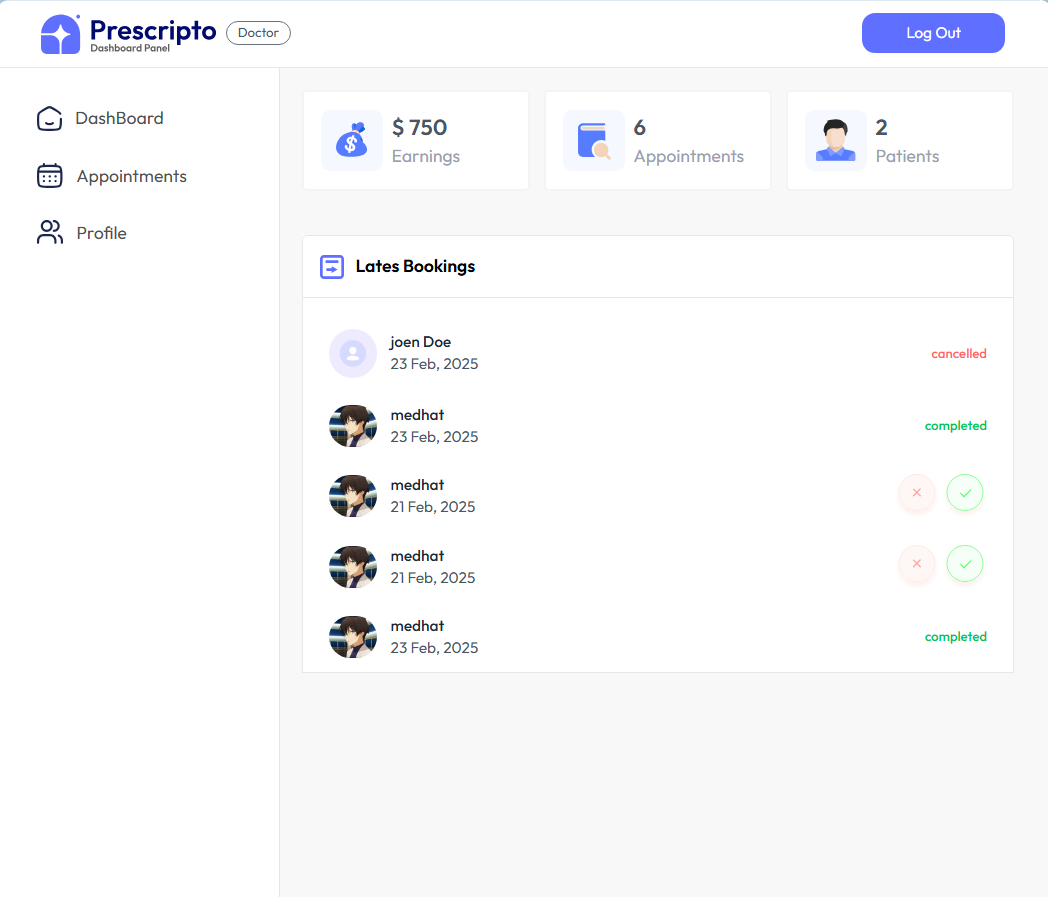 Prescripto
Dashboard Panel
Doctor
Log Out
DashBoard
Appointments
Profile
$ 750
Earnings
6
Appointments
2
Patients
Lates Bookings
joen Doe
23 Feb, 2025
cancelled
medhat
23 Feb, 2025
completed
medhat
21 Feb, 2025
medhat
21 Feb, 2025
medhat
23 Feb, 2025
completed